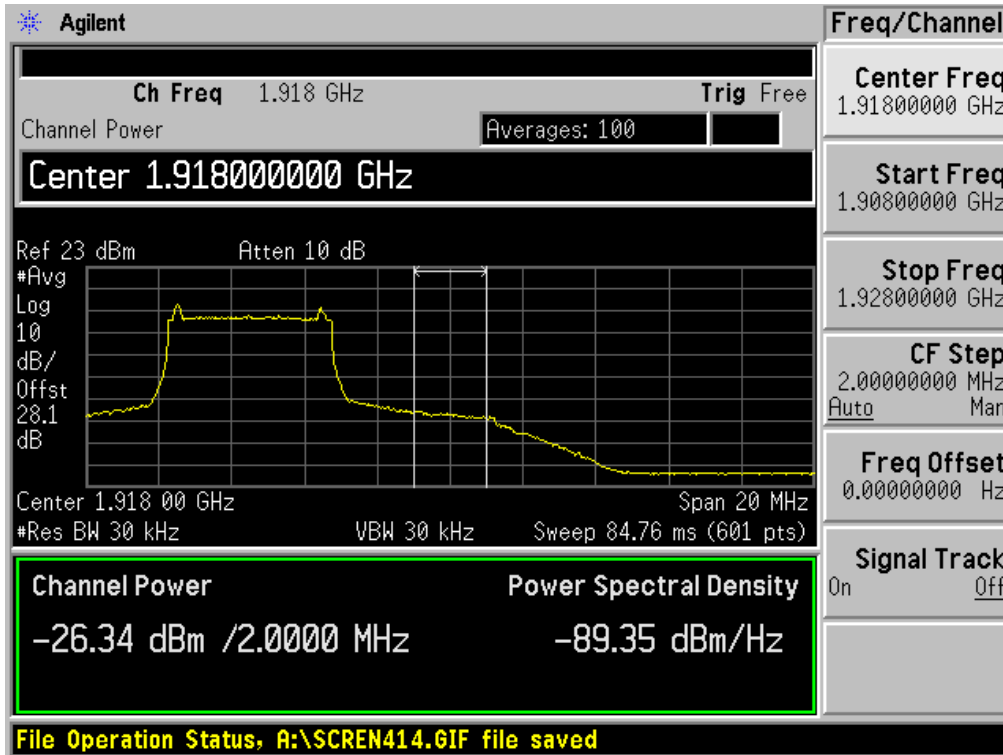 Agilent
Freq/Channel
Ch Freq 1.918 GHz Trig Free
Channel Power Averages: 100
Center 1.918000000 GHz
Ref 23 dBm Atten 10 dB
#Avg
Log
10
dB/
Offst
28.1
dB
Center 1.918 00 GHz Span 20 MHz
#Res BW 30 kHz VBW 30 kHz Sweep 84.76 ms (601 pts)
Channel Power Power Spectral Density
-26.34 dBm /2.0000 MHz -89.35 dBm/Hz
File Operation Status, A:\SCREN414.GIF file saved
Center Freq
1.91800000 GHz
Start Freq
1.90800000 GHz
Stop Freq
1.92800000 GHz
CF Step
2.00000000 MHz
Auto Man
Freq Offset
0.00000000 Hz
Signal Track
On Off